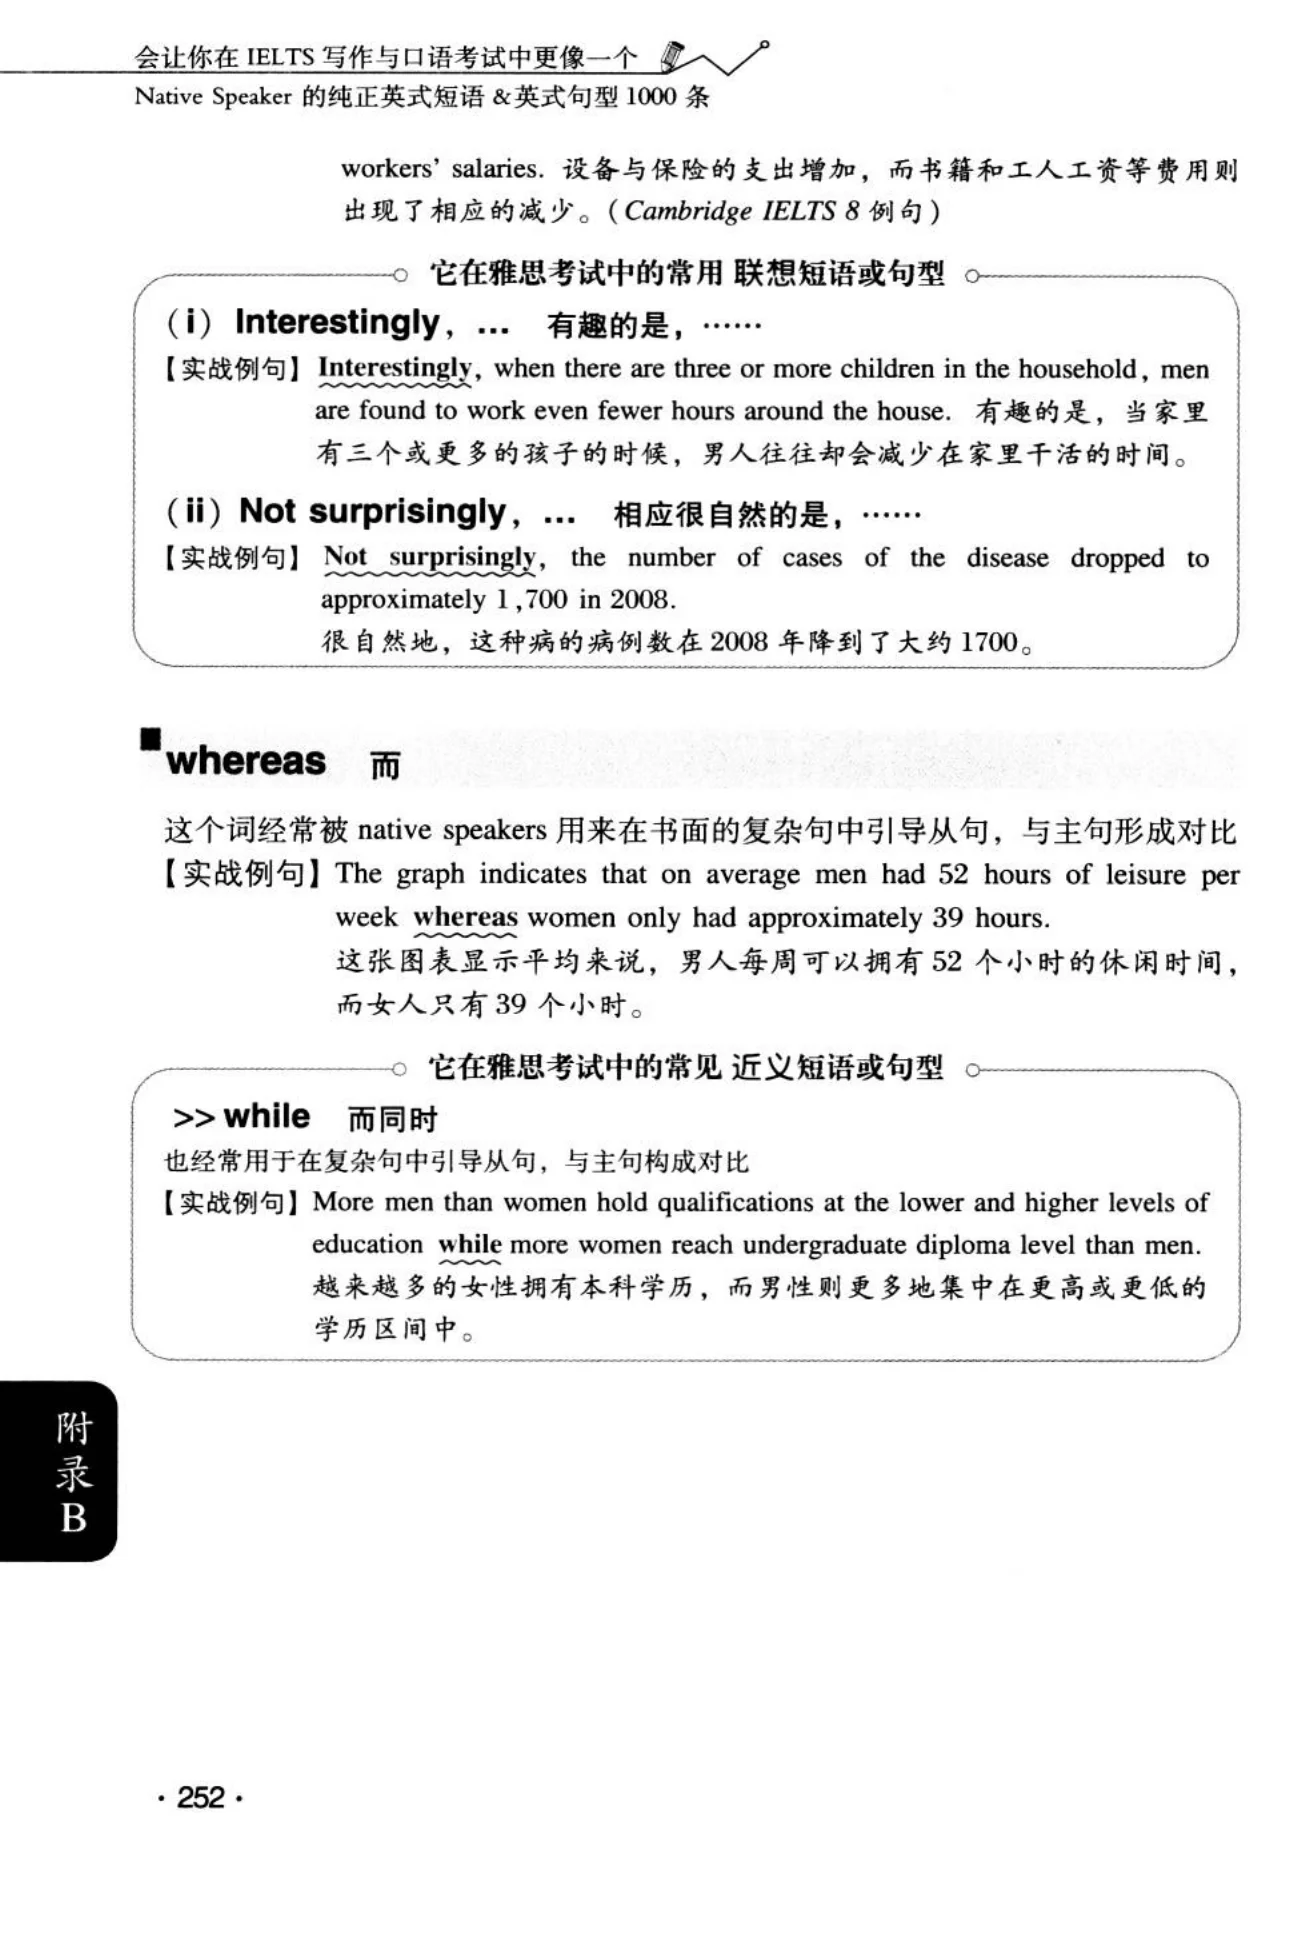 会让你在 IELTS 写作与口语考试中更像一个
Native Speaker 的纯正英式短语 &英式句型 1000 条
workers’ salaries. 设备与保险的支出增加，而书籍和工人工资等费用则
出现了相应的减少。（Cambridge IELTS 8 例句）
它在雅思考试中的常用 联想短语或句型
（i）Interestingly，... 有趣的是，……
【实战例句】Interestingly, when there are three or more children in the household, men
are found to work even fewer hours around the house. 有趣的是，当家里
有三个或更多的孩子的时候，男人往往却会减少在家里干活的时间。
（ii）Not surprisingly，... 相应很自然的是，……
【实战例句】 Not surprisingly, the number of cases of the disease dropped to
approximately 1,700 in 2008.
很自然地，这种病的病例数在 2008 年降到了大约 1700。
■whereas 而
这个词经常被 native speakers 用来在书面的复杂句中引导从句，与主句形成对比
【实战例句】The graph indicates that on average men had 52 hours of leisure per
week whereas women only had approximately 39 hours.
这张图表显示平均来说，男人每周可以拥有 52 个小时的休闲时间，
而女人只有 39 个小时。
它在雅思考试中的常见 近义短语或句型
>> while 而同时
也经常用于在复杂句中引导从句，与主句构成对比
【实战例句】More men than women hold qualifications at the lower and higher levels of
education while more women reach undergraduate diploma level than men.
越来越多的女性拥有本科学历，而男性则更多地集中在更高或更低的
学历区间中。
附
录
B
· 252 ·